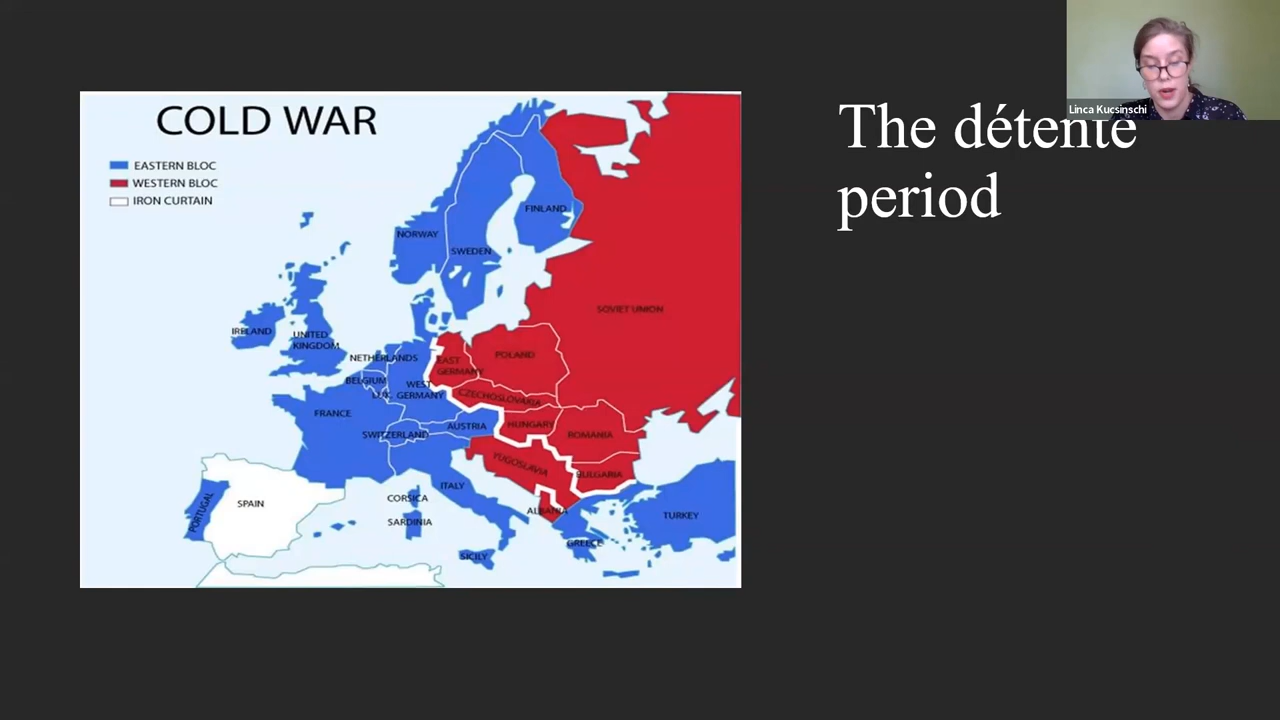 COLD WAR
EASTERN BLOC
WESTERN BLOC
IRON CURTAIN
The détente
period
Linca Kucsinschi
FINLAND
NORWAY
SWEDEN
SOVIET UNION
IRELAND
UNITED
KINGDOM
NETHERLANDS
BELGIUM
LUX.
WEST
GERMANY
EAST
GERMANY
POLAND
CZECHOSLOVAKIA
FRANCE
SWITZERLAND
AUSTRIA
HUNGARY
ROMANIA
YUGOSLAVIA
BULGARIA
ITALY
PORTUGAL
SPAIN
CORSICA
SARDINIA
ALBANIA
TURKEY
GREECE
SICILY